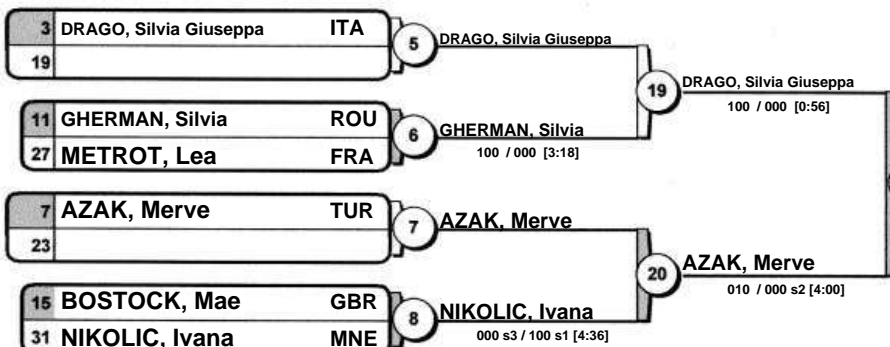 3 DRAGO, Silvia Giuseppa ITA
19
5
DRAGO, Silvia Giuseppa
11 GHERMAN, Silvia ROU
27 METROT, Lea FRA
6
GHERMAN, Silvia
100 / 000 [3:18]
19
DRAGO, Silvia Giuseppa
100 / 000 [0:56]
7 AZAK, Merve TUR
23
7
AZAK, Merve
15 BOSTOCK, Mae GBR
31 NIKOLIC, Ivana MNE
8
NIKOLIC, Ivana
000 s3 / 100 s1 [4:36]
20
AZAK, Merve
010 / 000 s2 [4:00]